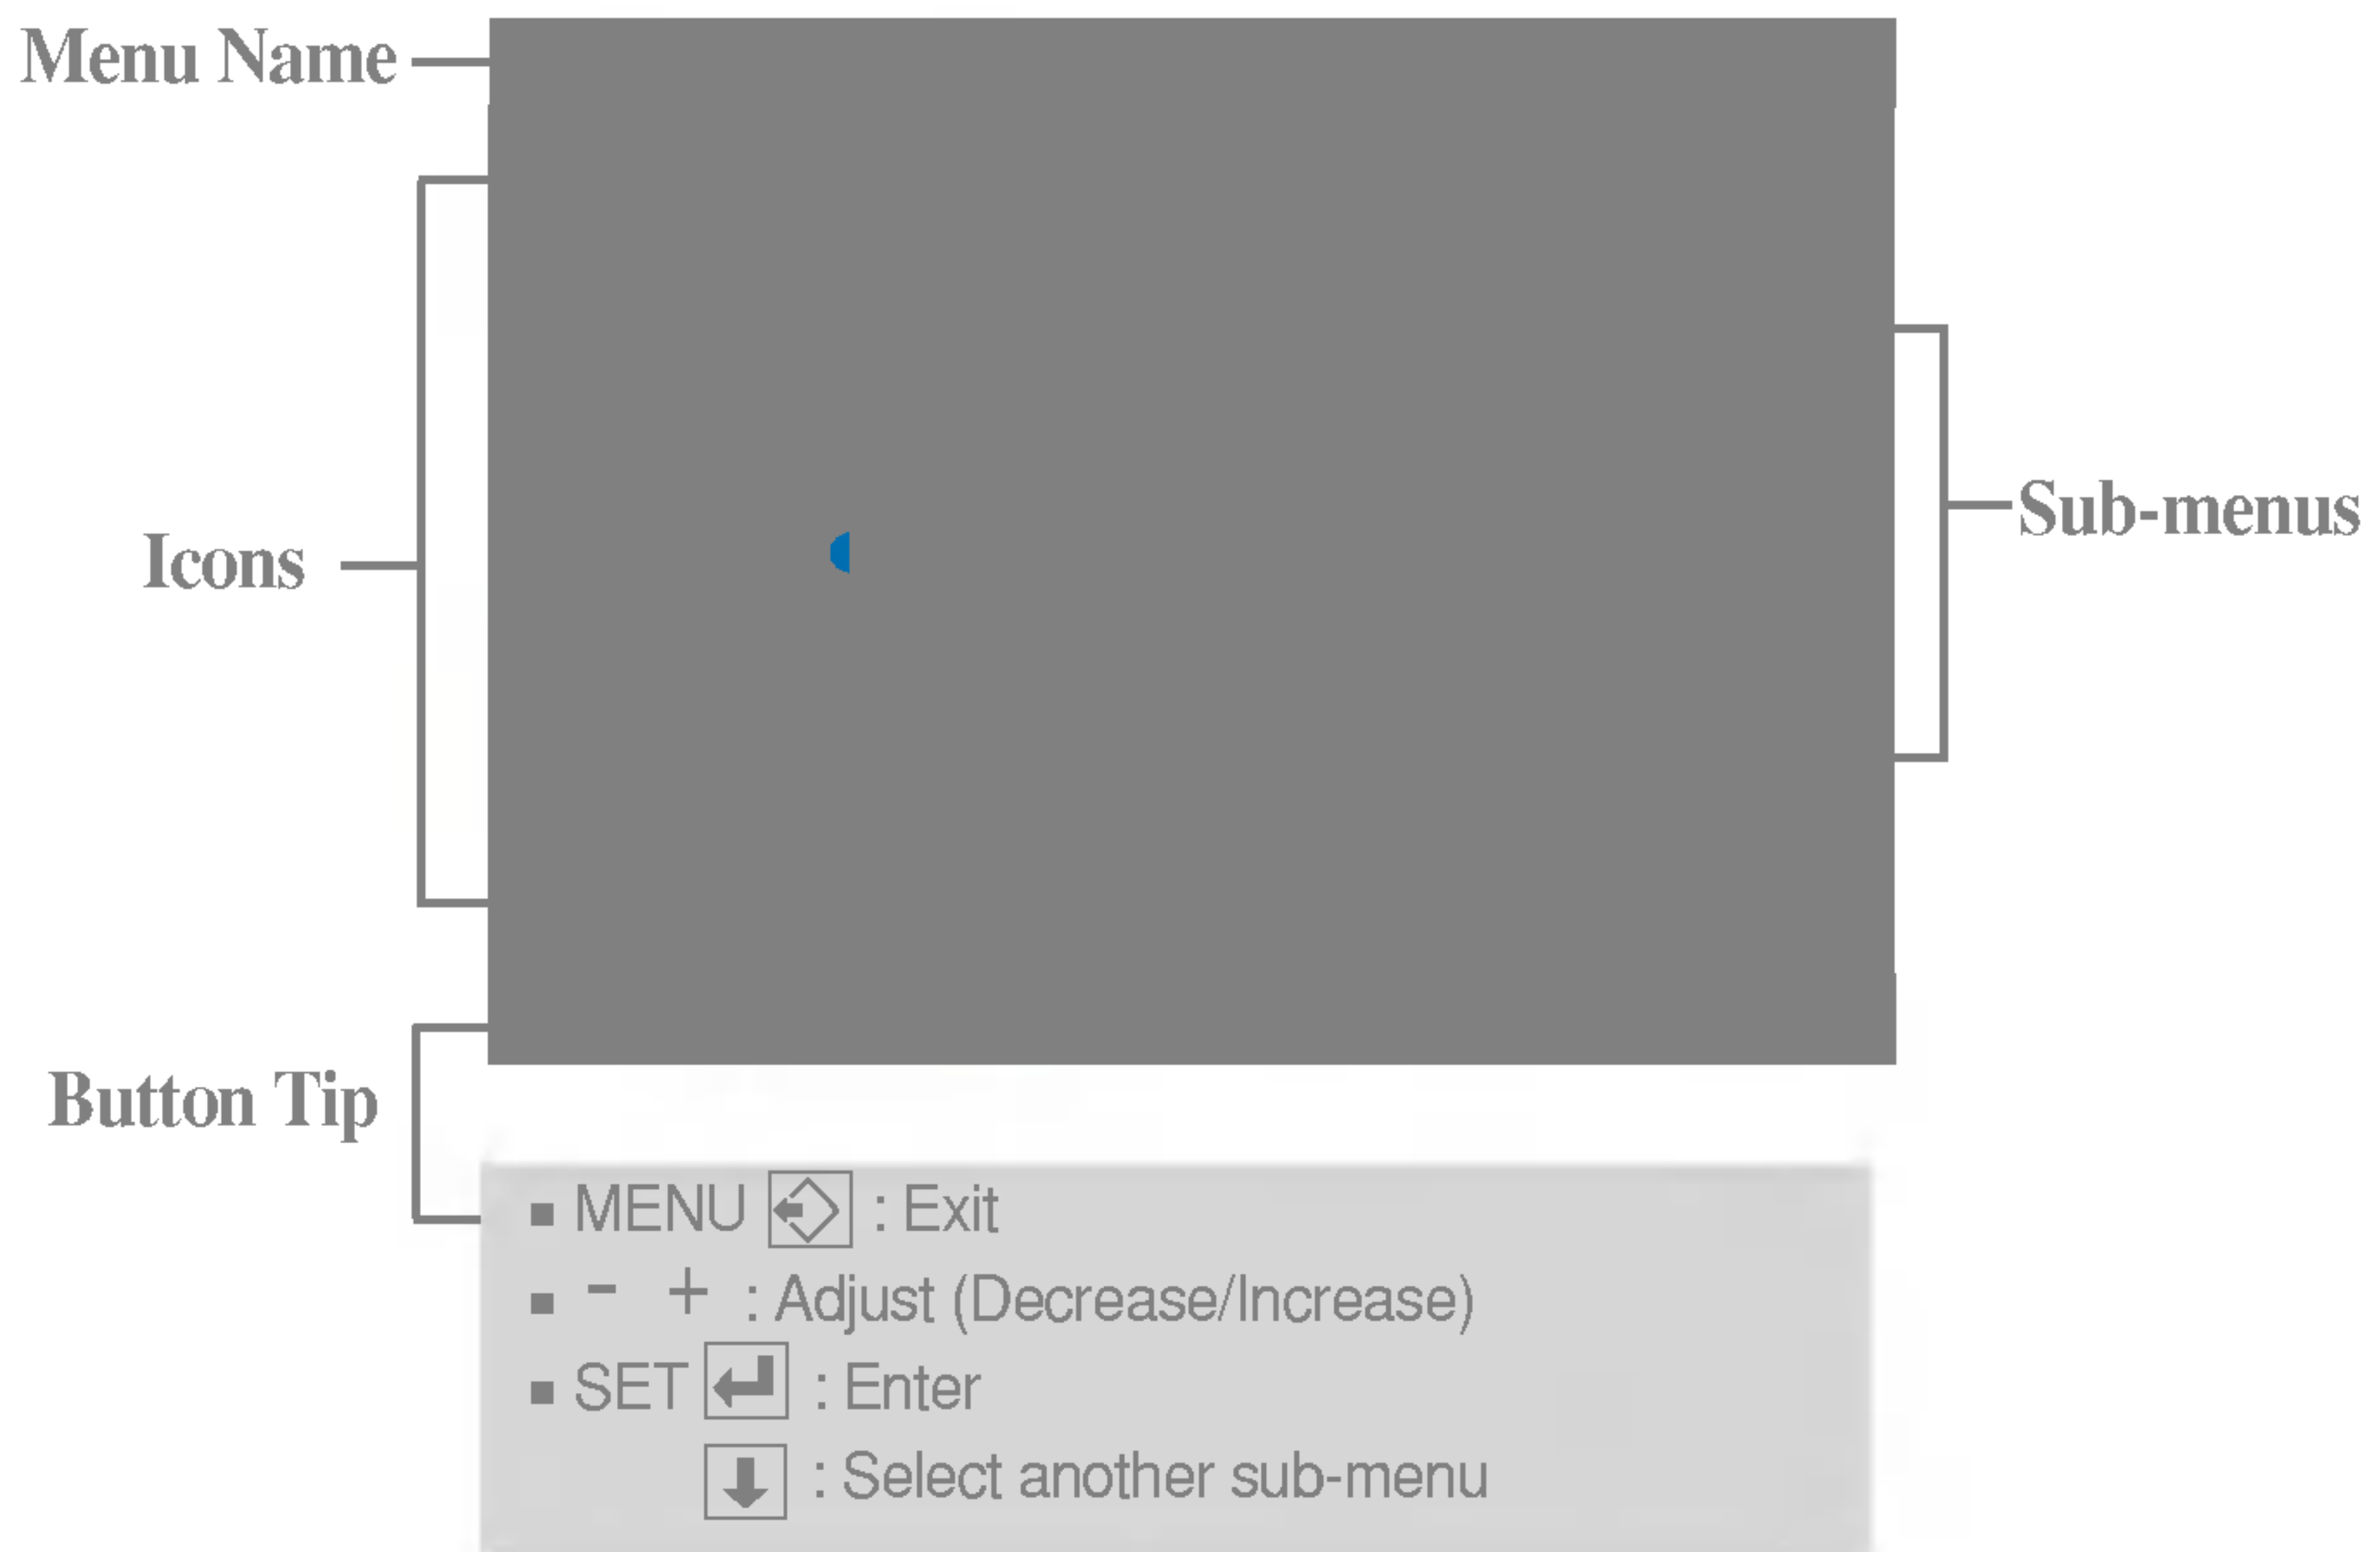 Menu Name
Icons
Sub-menus
Button Tip
■ MENU : Exit
■ - + : Adjust (Decrease/Increase)
■ SET : Enter
: Select another sub-menu